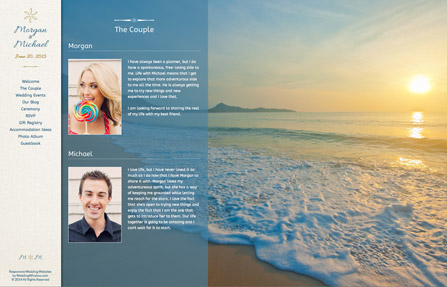 Morgan
&
Michael
June 20, 2015
Welcome
The Couple
Wedding Events
Our Blog
Ceremony
RSVP
Gift Registry
Accommodation Ideas
Photo Album
Guestbook
M M
Responsive Wedding Websites
by WeddingWindow.com
© 2014 All Rights Reserved
The Couple
Morgan
I have always been a planner, but I do
have a spontaneous, free-loving side to
me. Life with Michael means that I get
to explore that more adventurous side
to me all the time. He is always getting
me to try new things and new
experiences and I love that.
I am looking forward to sharing the rest
of my life with my best friend.
Michael
I love life, but I have never lived it so
much as I do now that I have Morgan to
share it with. Morgan likes my
adventurous spirit, but she has a way
of keeping me grounded while letting
me reach for the stars. I love the fact
that she's open to trying new things and
enjoy the fact that I am the one that
gets to introduce her to them. Our life
together is going to be amazing and I
can't wait for it to start.